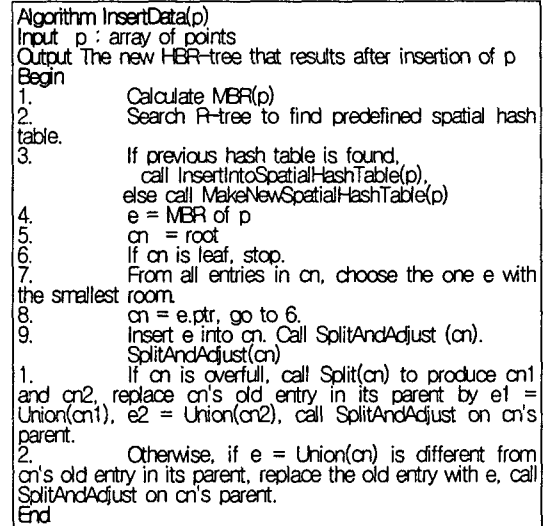 Algorithm InsertData(p)
Input p : array of points
Output The new HBR-tree that results after insertion of p
Begin
1. Calculate MBR(p)
2. Search R-tree to find predefined spatial hash
table.
3. If previous hash table is found,
call InsertIntoSpatialHashTable(p),
else call MakeNewSpatialHashTable(p)
4. e = MBR of p
5. cn = root
6. If cn is leaf, stop.
7. From all entries in cn, choose the one e with
the smallest room.
8. cn = e.ptr, go to 6.
9. Insert e into cn. Call SplitAndAdjust (cn).
SplitAndAdjust(cn)
1. If cn is overfull, call Split(cn) to produce cn1
and cn2, replace cn's old entry in its parent by e1 =
Union(cn1), e2 = Union(cn2), call SplitAndAdjust on cn's
parent.
2. Otherwise, if e = Union(cn) is different from
cn's old entry in its parent, replace the old entry with e, call
SplitAndAdjust on cn's parent.
End